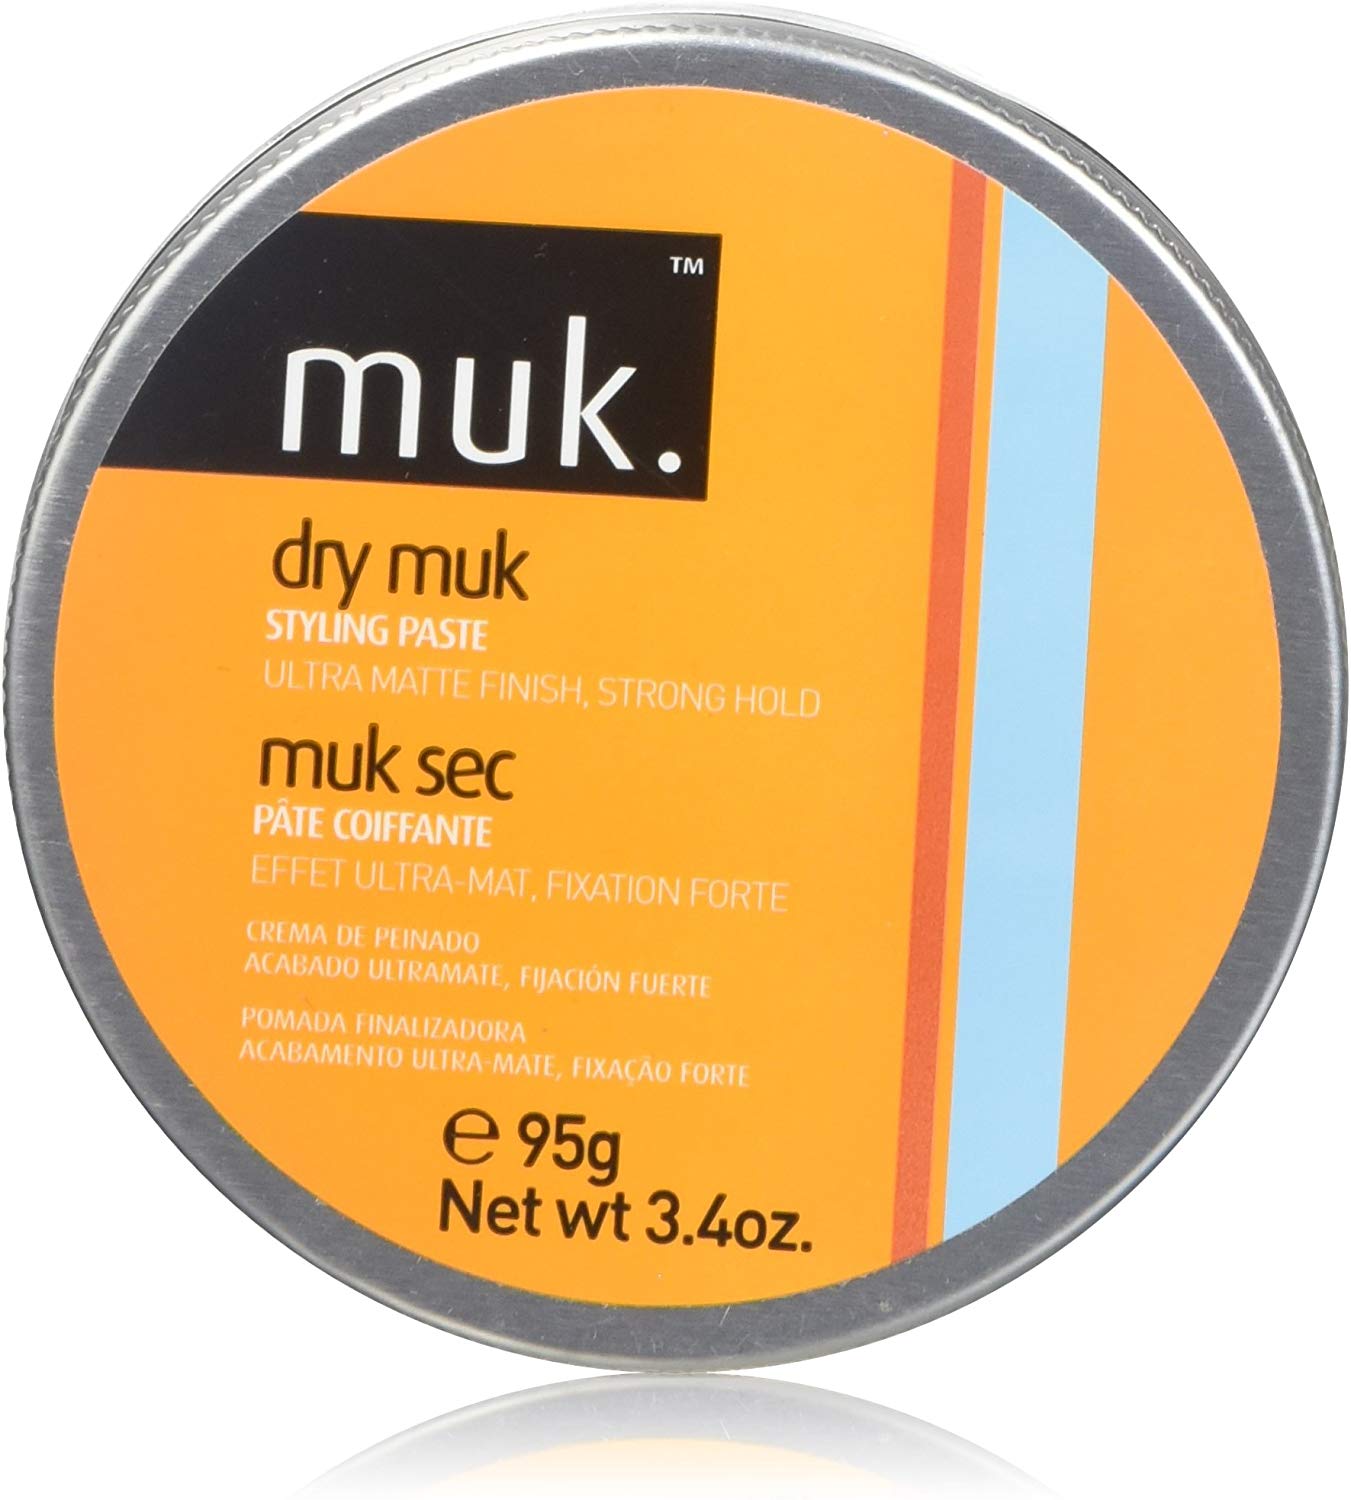 ™
muk.
dry muk
STYLING PASTE
ULTRA MATTE FINISH, STRONG HOLD
muk sec
PÂTE COIFFANTE
EFFET ULTRA-MAT, FIXATION FORTE
CREMA DE PEINADO
ACABADO ULTRAMATE, FIJACIÓN FUERTE
POMADA FINALIZADORA
ACABAMENTO ULTRA-MATE, FIXAÇÃO FORTE
℮ 95g
Net wt 3.4oz.